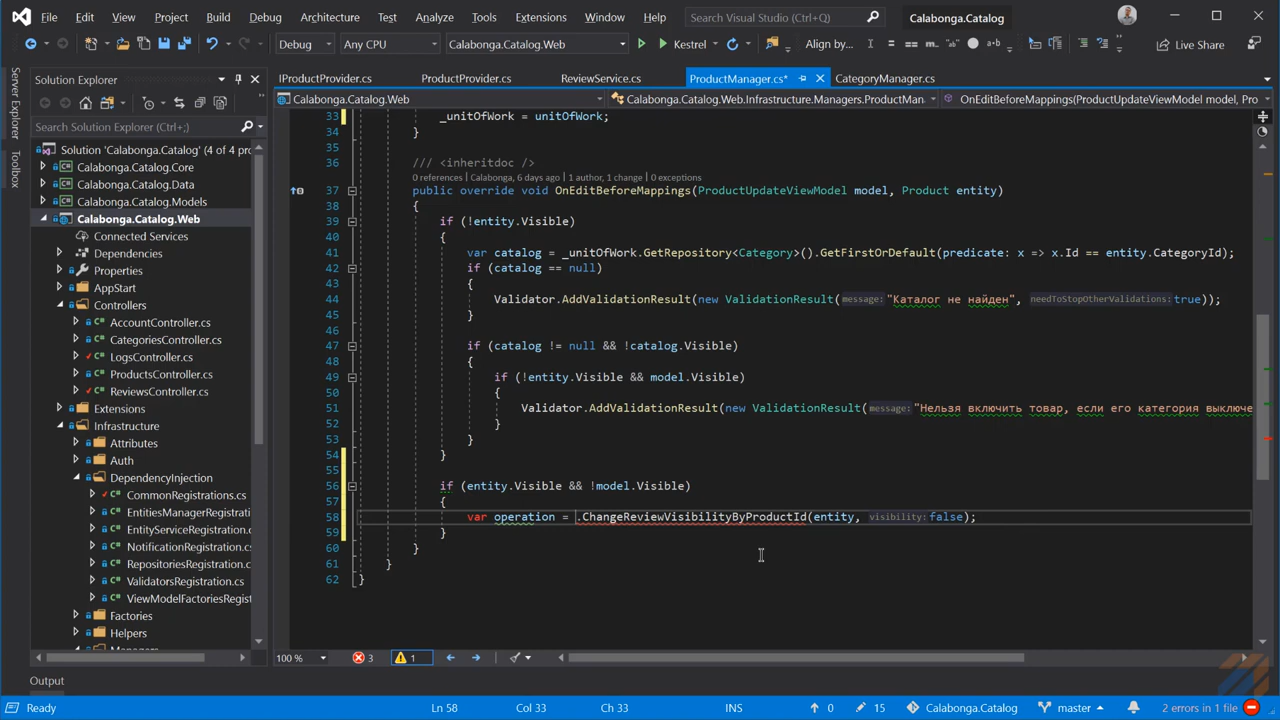 File Edit View Project Build Debug Architecture Test Analyze Tools Extensions Window Help Search Visual Studio (Ctrl+Q) Calabonga.Catalog
Debug Any CPU Calabonga.Catalog.Web Kestrel Align by... Live Share
Server Explorer
Toolbox
Solution Explorer
Search Solution Explorer (Ctrl+;)
Solution 'Calabonga.Catalog' (4 of 4 pro
Calabonga.Catalog.Core
Calabonga.Catalog.Data
Calabonga.Catalog.Models
Calabonga.Catalog.Web
Connected Services
Dependencies
Properties
AppStart
Controllers
AccountController.cs
CategoriesController.cs
LogsController.cs
ProductsController.cs
ReviewsController.cs
Extensions
Infrastructure
Attributes
Auth
DependencyInjection
CommonRegistrations.cs
EntitiesManagerRegistration
EntityServiceRegistration.cs
NotificationRegistration.cs
RepositoriesRegistration.cs
ValidatorsRegistration.cs
ViewModelFactoriesRegistr
Factories
Helpers
Managers
IProductProvider.cs ProductProvider.cs ReviewService.cs ProductManager.cs* CategoryManager.cs
Calabonga.Catalog.Web Calabonga.Catalog.Web.Infrastructure.Managers.ProductMan OnEditBeforeMappings(ProductUpdateViewModel model, Pro
33 _unitOfWork = unitOfWork;
34 }
35
36 /// <inheritdoc />
0 references | Calabonga, 6 days ago | 1 author, 1 change | 0 exceptions
37 public override void OnEditBeforeMappings(ProductUpdateViewModel model, Product entity)
38 {
39 if (!entity.Visible)
40 {
41 var catalog = _unitOfWork.GetRepository<Category>().GetFirstOrDefault(predicate: x => x.Id == entity.CategoryId);
42 if (catalog == null)
43 {
44 Validator.AddValidationResult(new ValidationResult(message:"Каталог не найден", needToStopOtherValidations:true));
45 }
46
47 if (catalog != null && !catalog.Visible)
48 {
49 if (!entity.Visible && model.Visible)
50 {
51 Validator.AddValidationResult(new ValidationResult(message:"Нельзя включить товар, если его категория выключе
52 }
53 }
54 }
55
56 if (entity.Visible && !model.Visible)
57 {
58 var operation = .ChangeReviewVisibilityByProductId(entity, visibility:false);
59 }
60 }
61 }
62 }
100 % 3 1
Output
Ready Ln 58 Col 33 Ch 33 INS 0 15 Calabonga.Catalog master 2 errors in 1 file